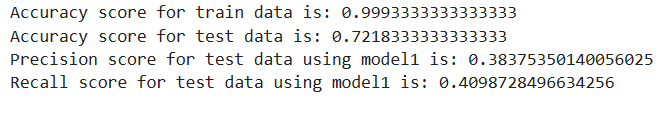 Accuracy score for train data is: 0.9993333333333333
Accuracy score for test data is: 0.7218333333333333
Precision score for test data using model1 is: 0.38375350140056025
Recall score for test data using model1 is: 0.4098728496634256